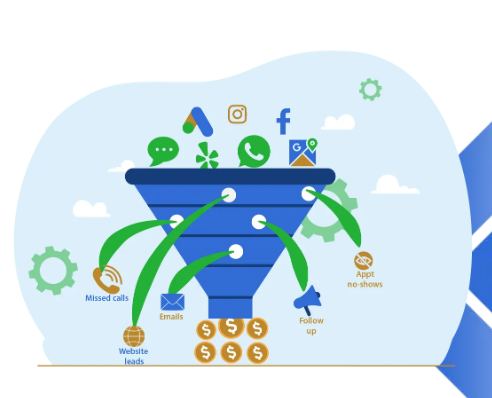 G
Appt
no-shows
Missed calls
Emails
Follow
up
$ $ $
$ $ $
Website
leads